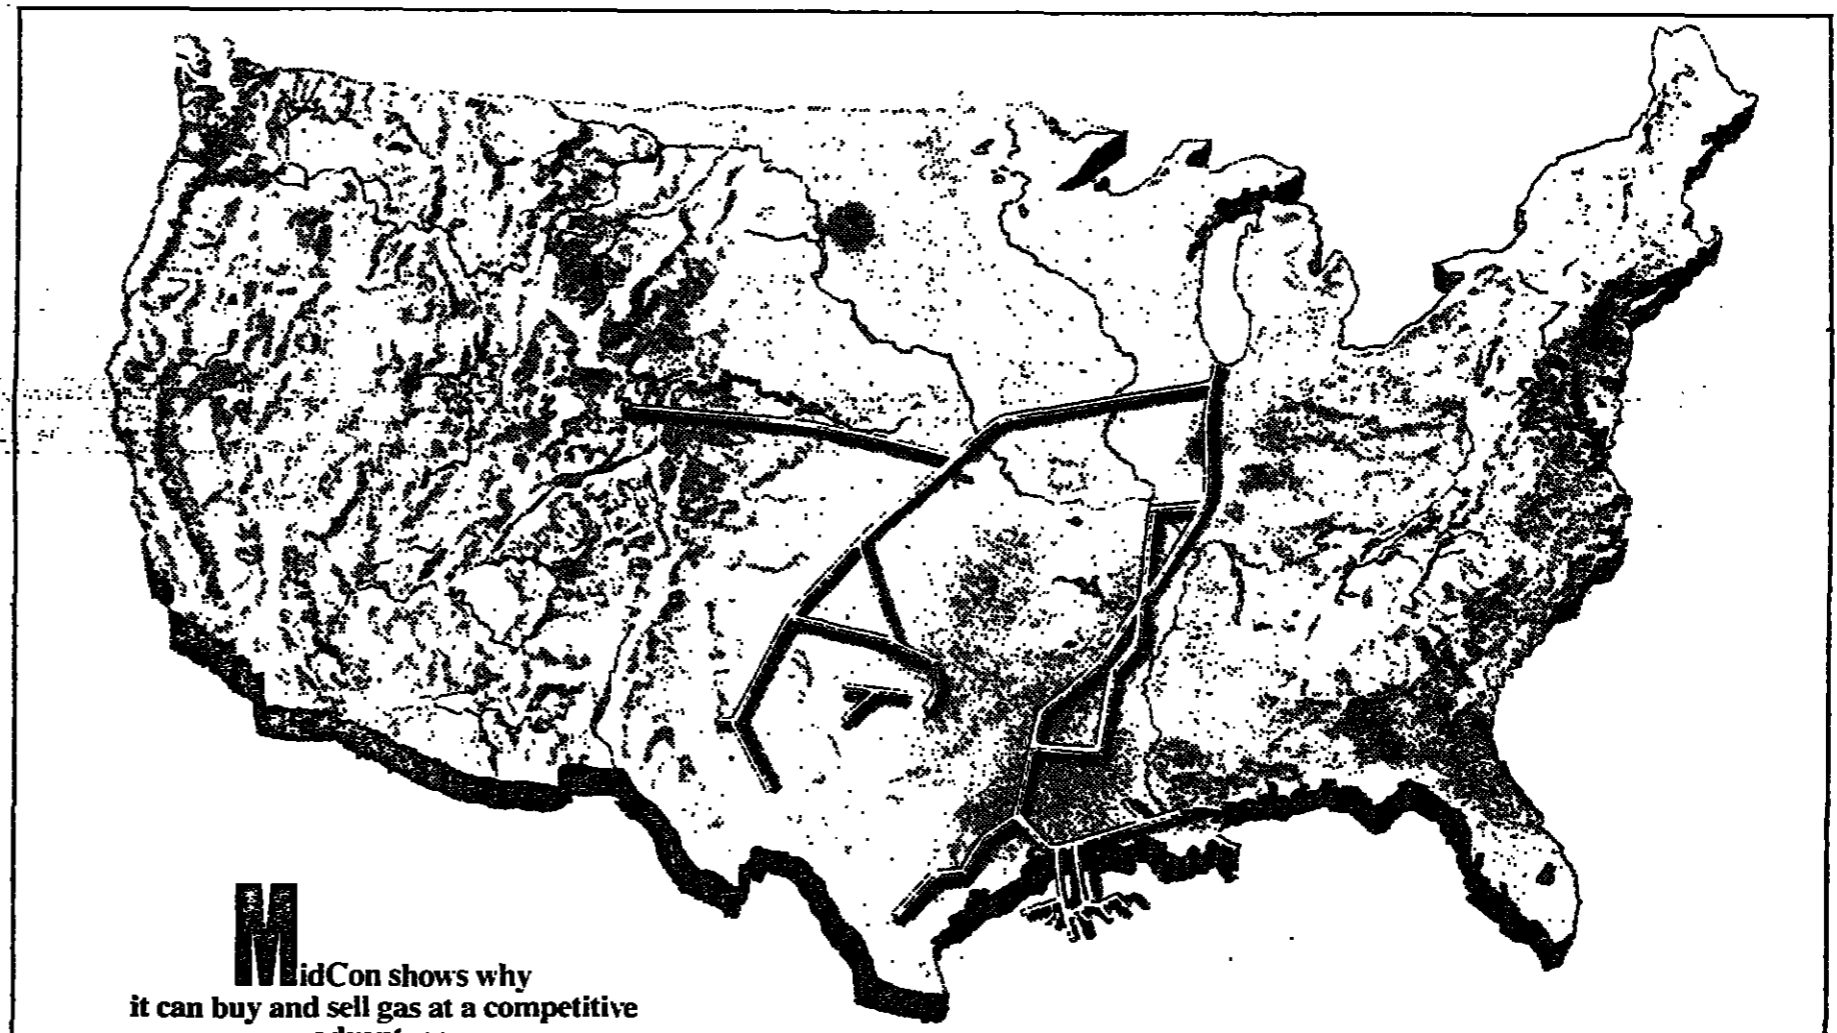 MidCon shows why
it can buy and sell gas at a competitive